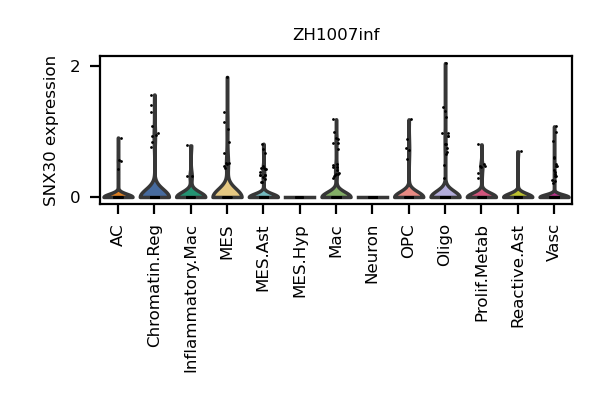 ZH1007inf
SNX30 expression
2
0
AC
Chromatin.Reg
Inflammatory.Mac
MES
MES.Ast
MES.Hyp
Mac
Neuron
OPC
Oligo
Prolif.Metab
Reactive.Ast
Vasc